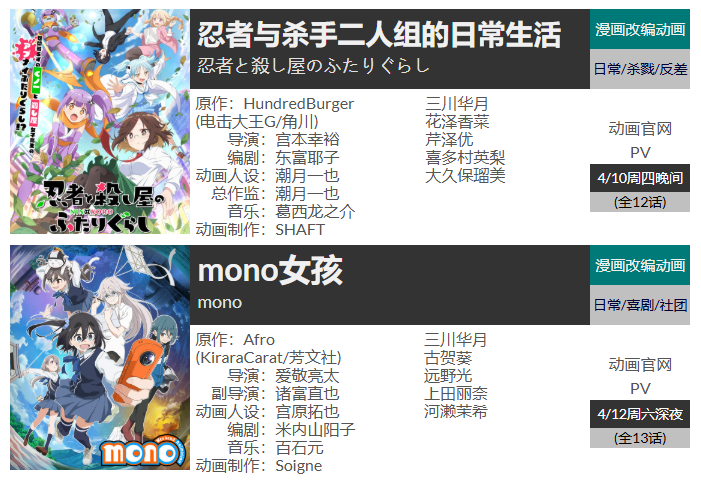 忍者与杀手二人组的日常生活
忍者と殺し屋のふたりぐらし
漫画改编动画
日常/杀戮/反差
原作：HundredBurger
(电击大王G/角川)
导演：宫本幸裕
编剧：东富耶子
动画人设：潮月一也
总作监：潮月一也
音乐：葛西龙之介
动画制作：SHAFT
三川华月
花泽香菜
芹泽优
喜多村英梨
大久保瑠美
动画官网
PV
4/10周四晚间
(全12话)
忍者と殺し屋の
ふたりぐらし
mono女孩
mono
漫画改编动画
日常/喜剧/社团
原作：Afro
(KiraraCarat/芳文社)
导演：爱敬亮太
副导演：诸富直也
动画人设：宫原拓也
编剧：米内山阳子
音乐：百石元
动画制作：Soigne
三川华月
古贺葵
远野光
上田丽奈
河濑茉希
动画官网
PV
4/12周六深夜
(全13话)
mono